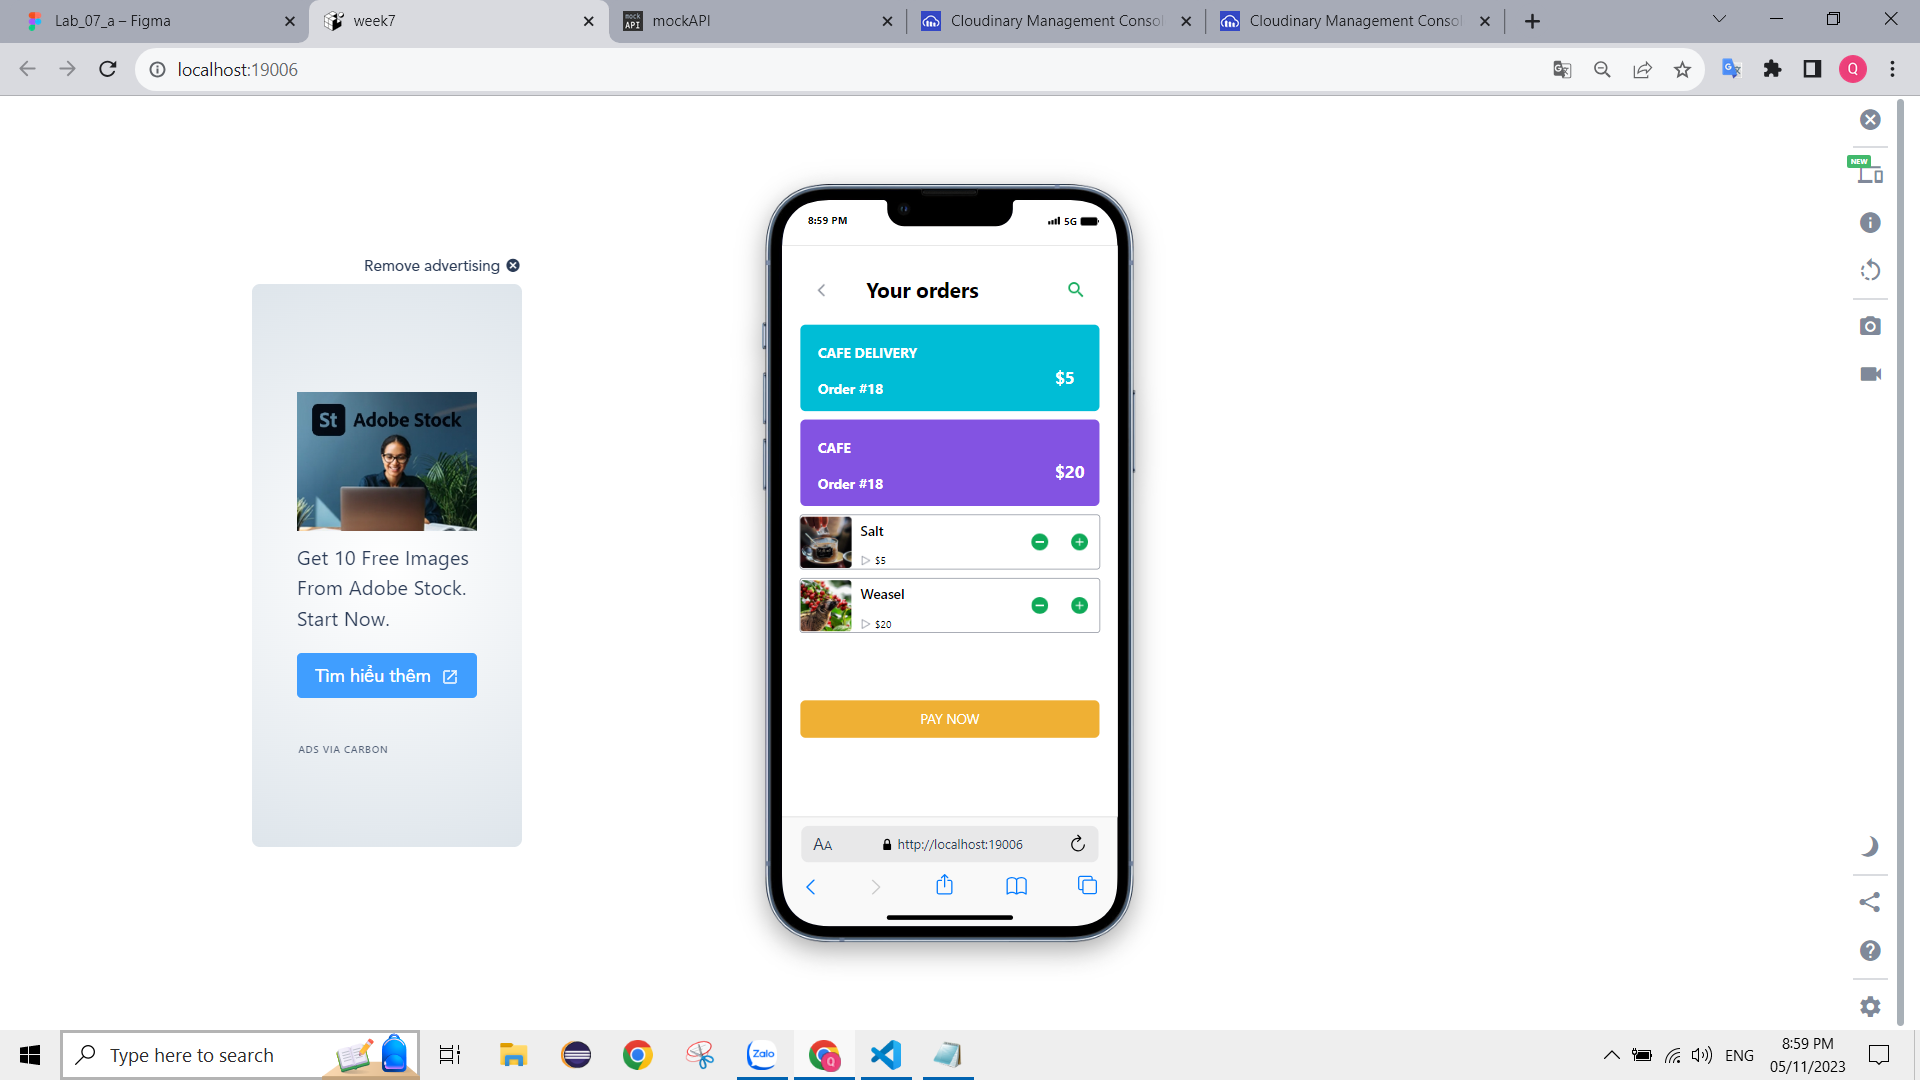 Lab_07_a – Figma
week7
mock
API
mockAPI
Cloudinary Management Consol
Cloudinary Management Consol
localhost:19006
Q
NEW
Remove advertising
St Adobe Stock
Get 10 Free Images
From Adobe Stock.
Start Now.
Tìm hiểu thêm
ADS VIA CARBON
8:59 PM
5G
Your orders
CAFE DELIVERY
$5
Order #18
CAFE
$20
Order #18
Salt
$5
Weasel
$20
PAY NOW
AA
http://localhost:19006
Type here to search
Zalo
Q
ENG
8:59 PM
05/11/2023